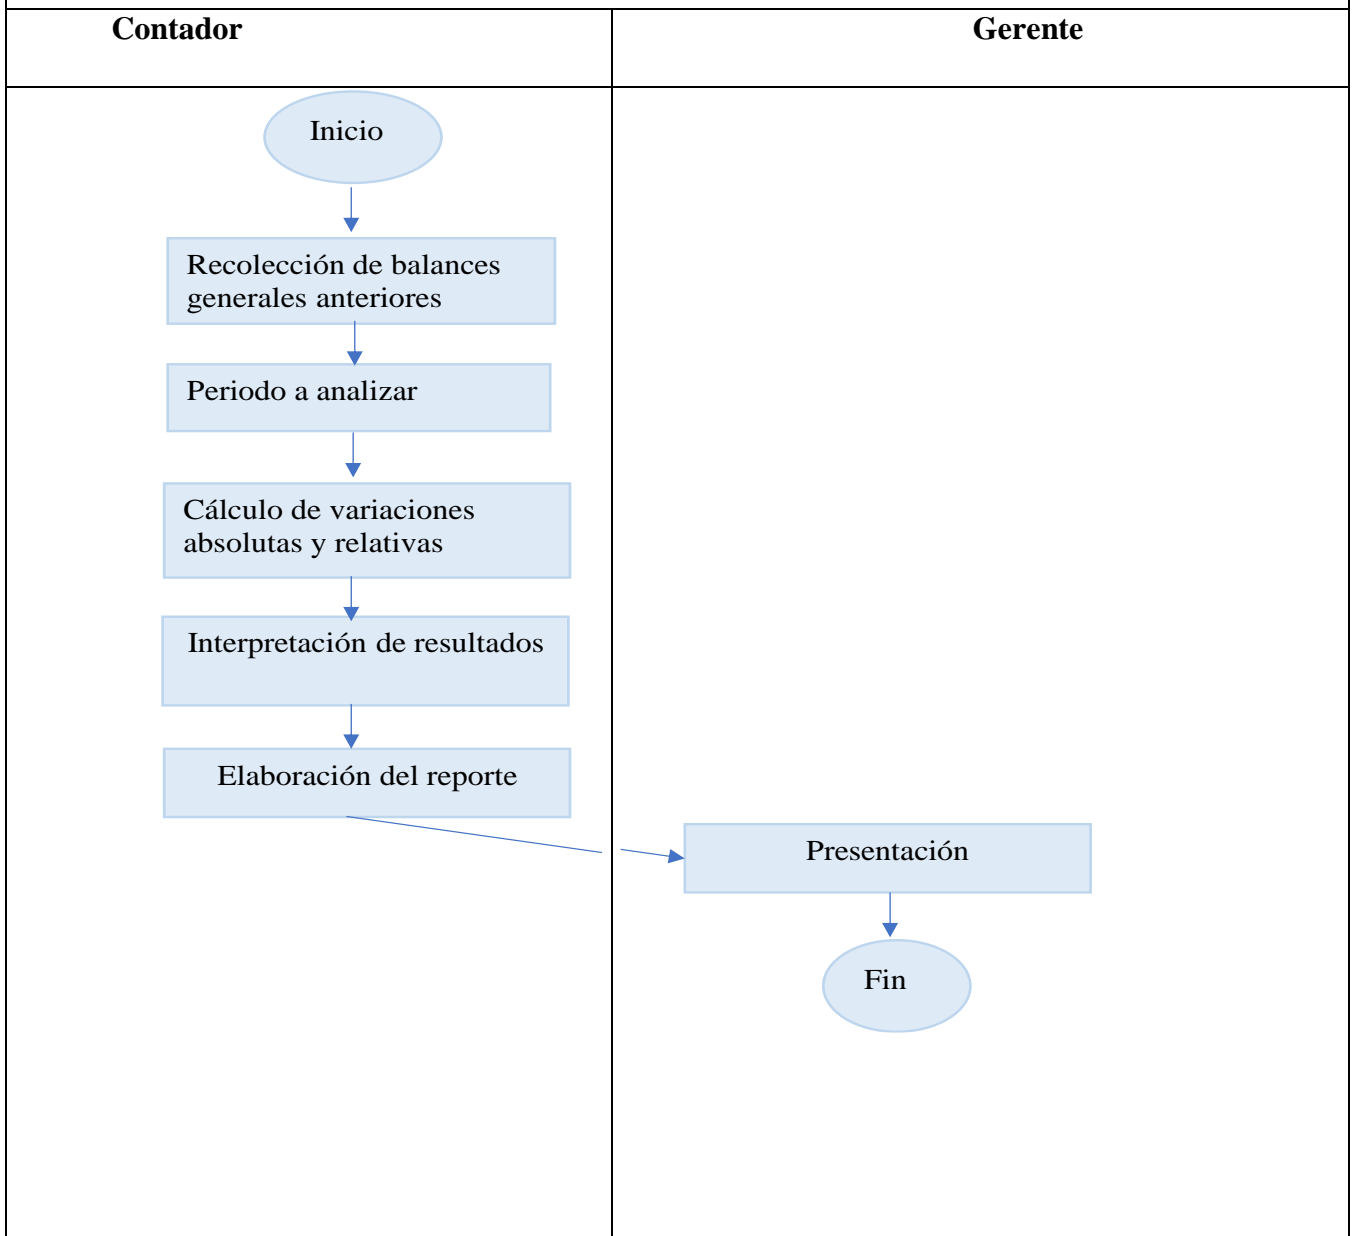 Contador
Gerente
Inicio
Recolección de balances
generales anteriores
Periodo a analizar
Cálculo de variaciones
absolutas y relativas
Interpretación de resultados
Elaboración del reporte
Presentación
Fin